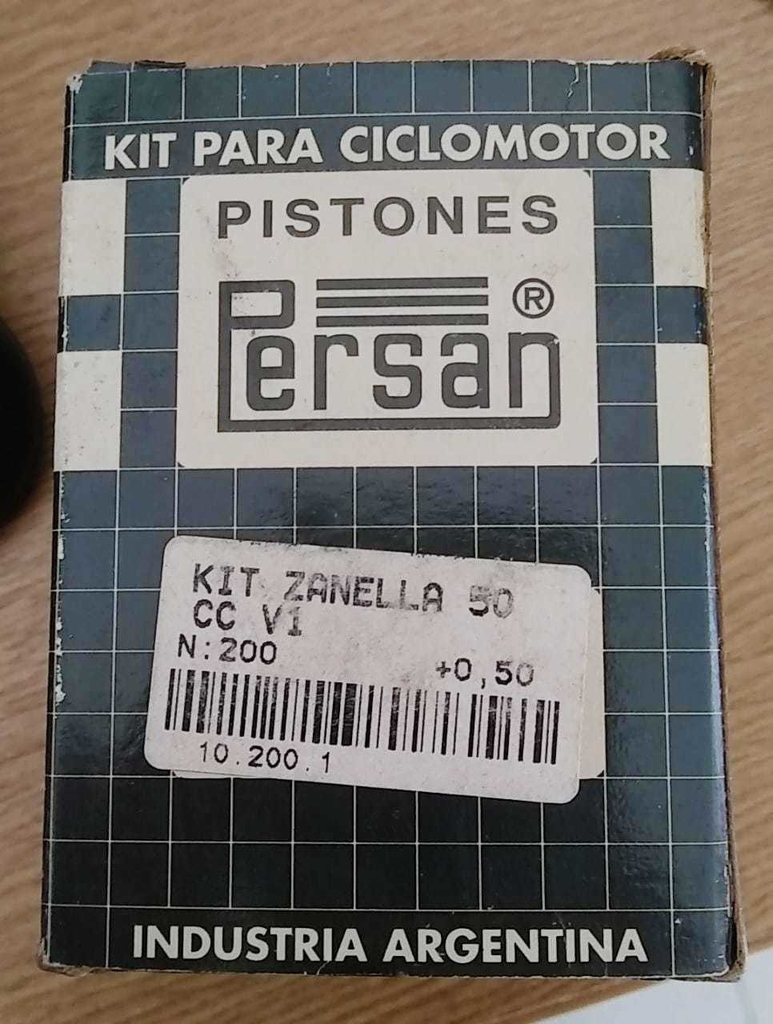 KIT PARA CICLOMOTOR
PISTONES
Persan ®
KIT ZANELLA 50
CC V1
N:200 +0,50
10.200.1
INDUSTRIA ARGENTINA